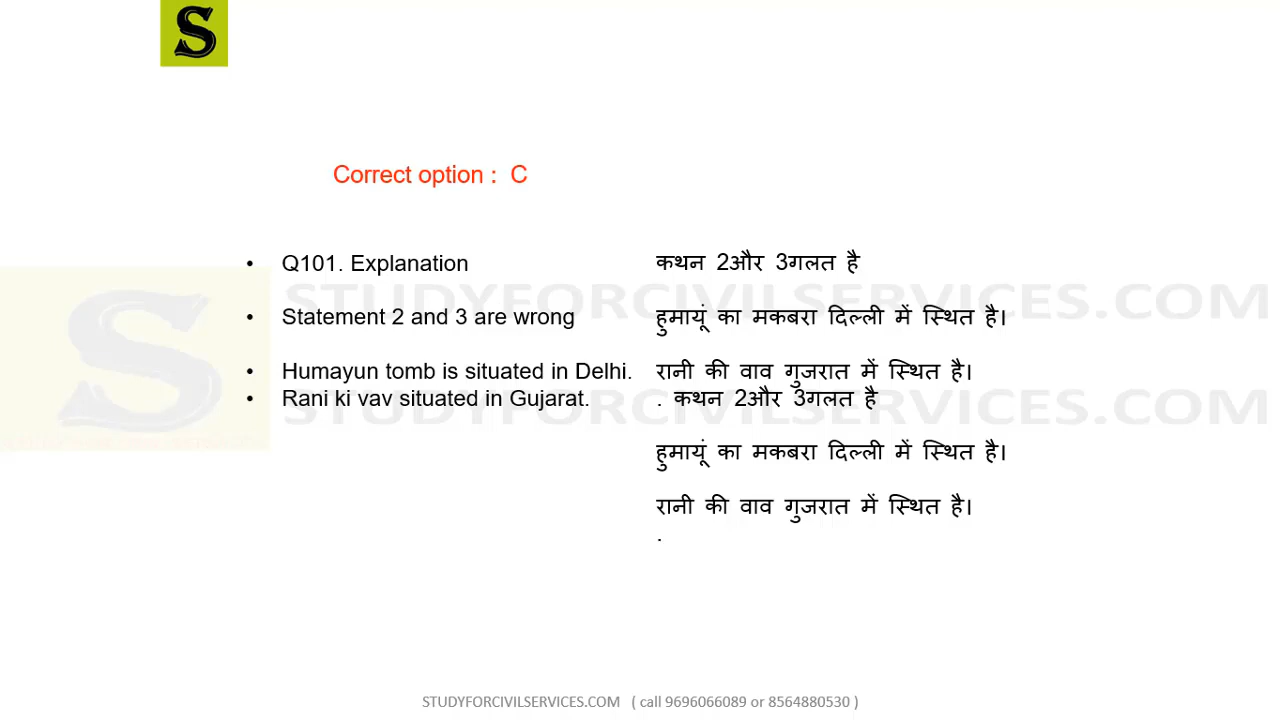 S
Correct option : C
• Q101. Explanation
• Statement 2 and 3 are wrong
• Humayun tomb is situated in Delhi.
• Rani ki vav situated in Gujarat.
कथन 2और 3गलत है
हुमायूं का मकबरा दिल्ली में स्थित है।
रानी की वाव गुजरात में स्थित है।
. कथन 2और 3गलत है
हुमायूं का मकबरा दिल्ली में स्थित है।
रानी की वाव गुजरात में स्थित है।
.
S
STUDYFORCIVILSERVICES.COM
STUDYFORCIVILSERVICES.COM
STUDYFORCIVILSERVICES.COM ( call 9696066089 or 8564880530 )